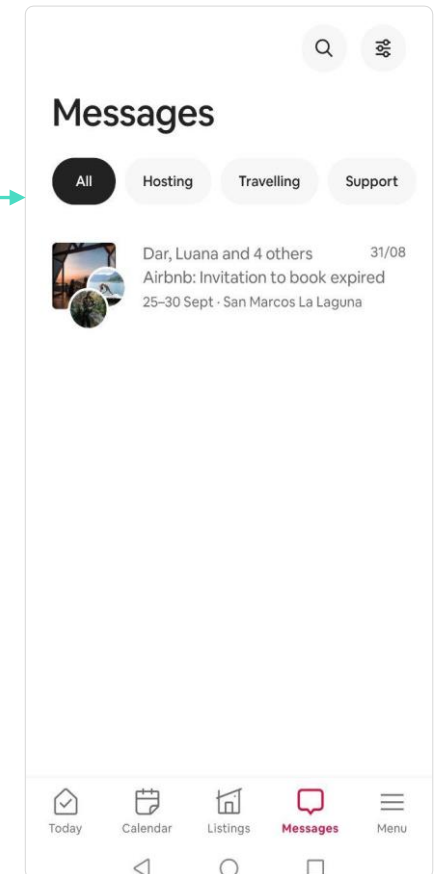 Messages
All Hosting Travelling Support
Dar, Luana and 4 others 31/08
Airbnb: Invitation to book expired
25–30 Sept · San Marcos La Laguna
Today Calendar Listings Messages Menu